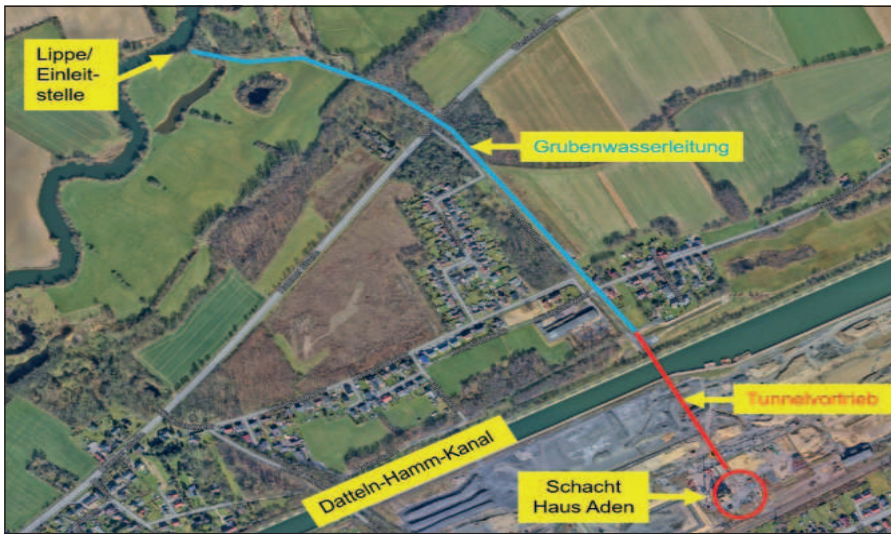 Lippe/
Einleit-
stelle
Grubenwasserleitung
Tunnelvortrieb
Datteln-Hamm-Kanal
Schacht
Haus Aden